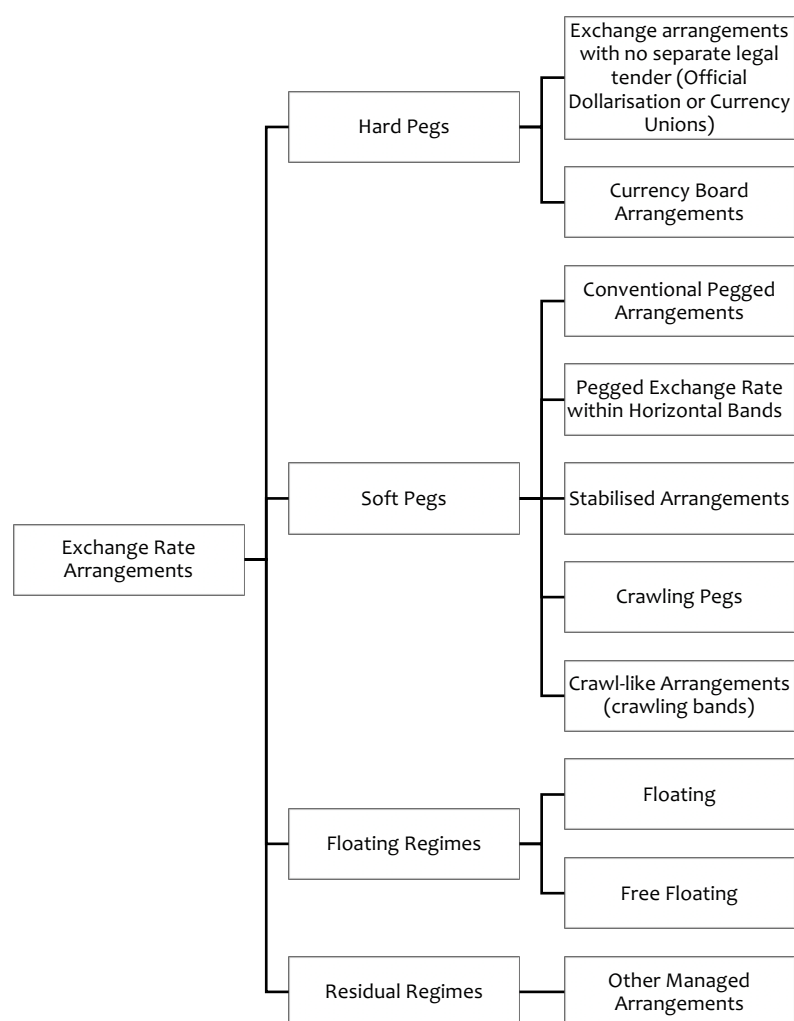 Exchange Rate
Arrangements
Hard Pegs
Exchange arrangements
with no separate legal
tender (Official
Dollarisation or Currency
Unions)
Currency Board
Arrangements
Soft Pegs
Conventional Pegged
Arrangements
Pegged Exchange Rate
within Horizontal Bands
Stabilised Arrangements
Crawling Pegs
Crawl-like Arrangements
(crawling bands)
Floating Regimes
Floating
Free Floating
Residual Regimes
Other Managed
Arrangements